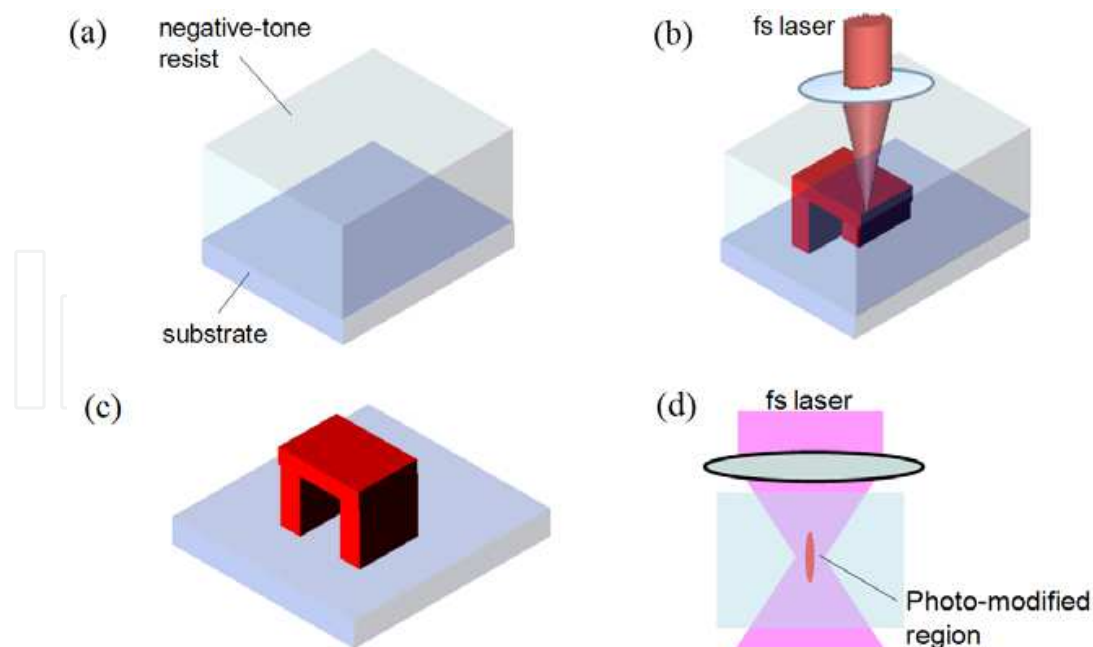 (a)
negative-tone
resist
substrate
(b)
fs laser
(c)
(d)
fs laser
Photo-modified
region